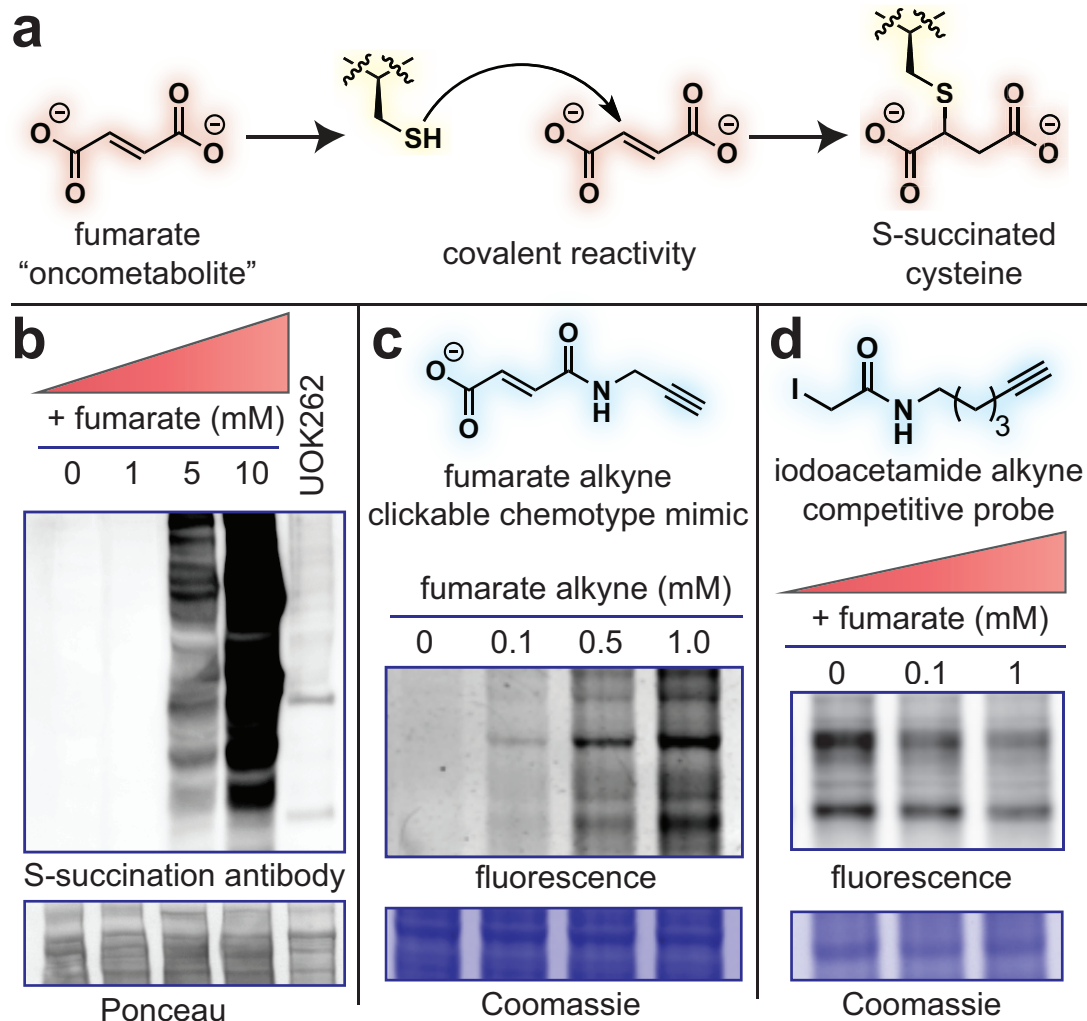 a
O
O
O
O
SH
O
O
O
O
S
O
O
O
O
fumarate
“oncometabolite”
covalent reactivity
S-succinated
cysteine
b
+ fumarate (mM)
0 1 5 10 UOK262
S-succination antibody
Ponceau
c
O
O
O
N
H
fumarate alkyne
clickable chemotype mimic
fumarate alkyne (mM)
0 0.1 0.5 1.0
fluorescence
Coomassie
d
O
I
N
H
3
iodoacetamide alkyne
competitive probe
+ fumarate (mM)
0 0.1 1
fluorescence
Coomassie